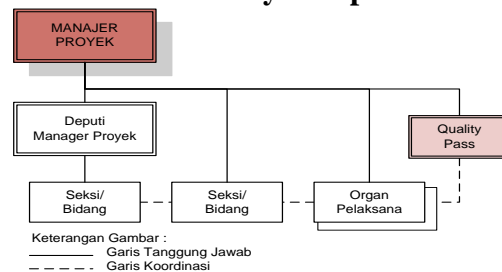 MANAJER
PROYEK
Deputi
Manager Proyek
Quality
Pass
Seksi/
Bidang
Seksi/
Bidang
Organ
Pelaksana
Keterangan Gambar :
Garis Tanggung Jawab
Garis Koordinasi